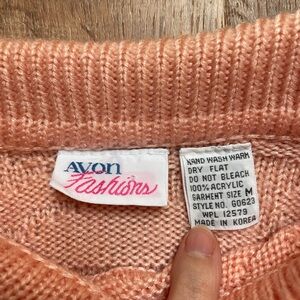 AVON
Fashions
HAND WASH WARM
DRY FLAT
DO NOT BLEACH
100% ACRYLIC
GARMENT SIZE M
STYLE NO. G0623
WPL 12579
MADE IN KOREA